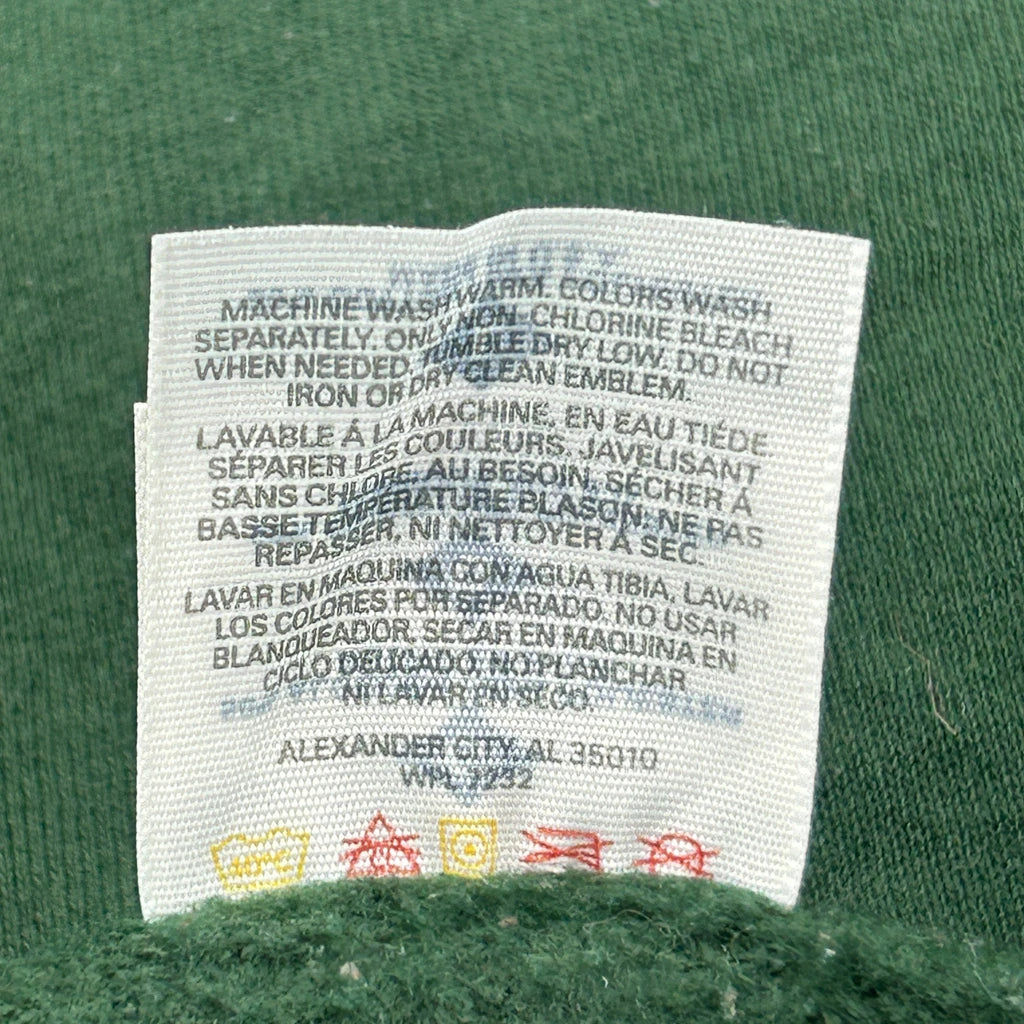 MACHINE WASH WARM. COLORS WASH
SEPARATELY. ONLY NON-CHLORINE BLEACH
WHEN NEEDED. TUMBLE DRY LOW. DO NOT
IRON OR DRY CLEAN EMBLEM.
LAVABLE Á LA MACHINE, EN EAU TIÉDE
SÉPARER LES COULEURS. JAVELISANT
SANS CHLORE. AU BESOIN. SÉCHER Á
BASSE TEMPÉRATURE BLASON: NE PAS
REPASSER, NI NETTOYER Á SEC.
LAVAR EN MAQUINA CON AGUA TIBIA, LAVAR
LOS COLORES POR SEPARADO. NO USAR
BLANQUEADOR. SECAR EN MAQUINA EN
CICLO DELICADO, NO PLANCHAR
NI LAVAR EN SECO.
ALEXANDER CITY, AL 35010
WPL